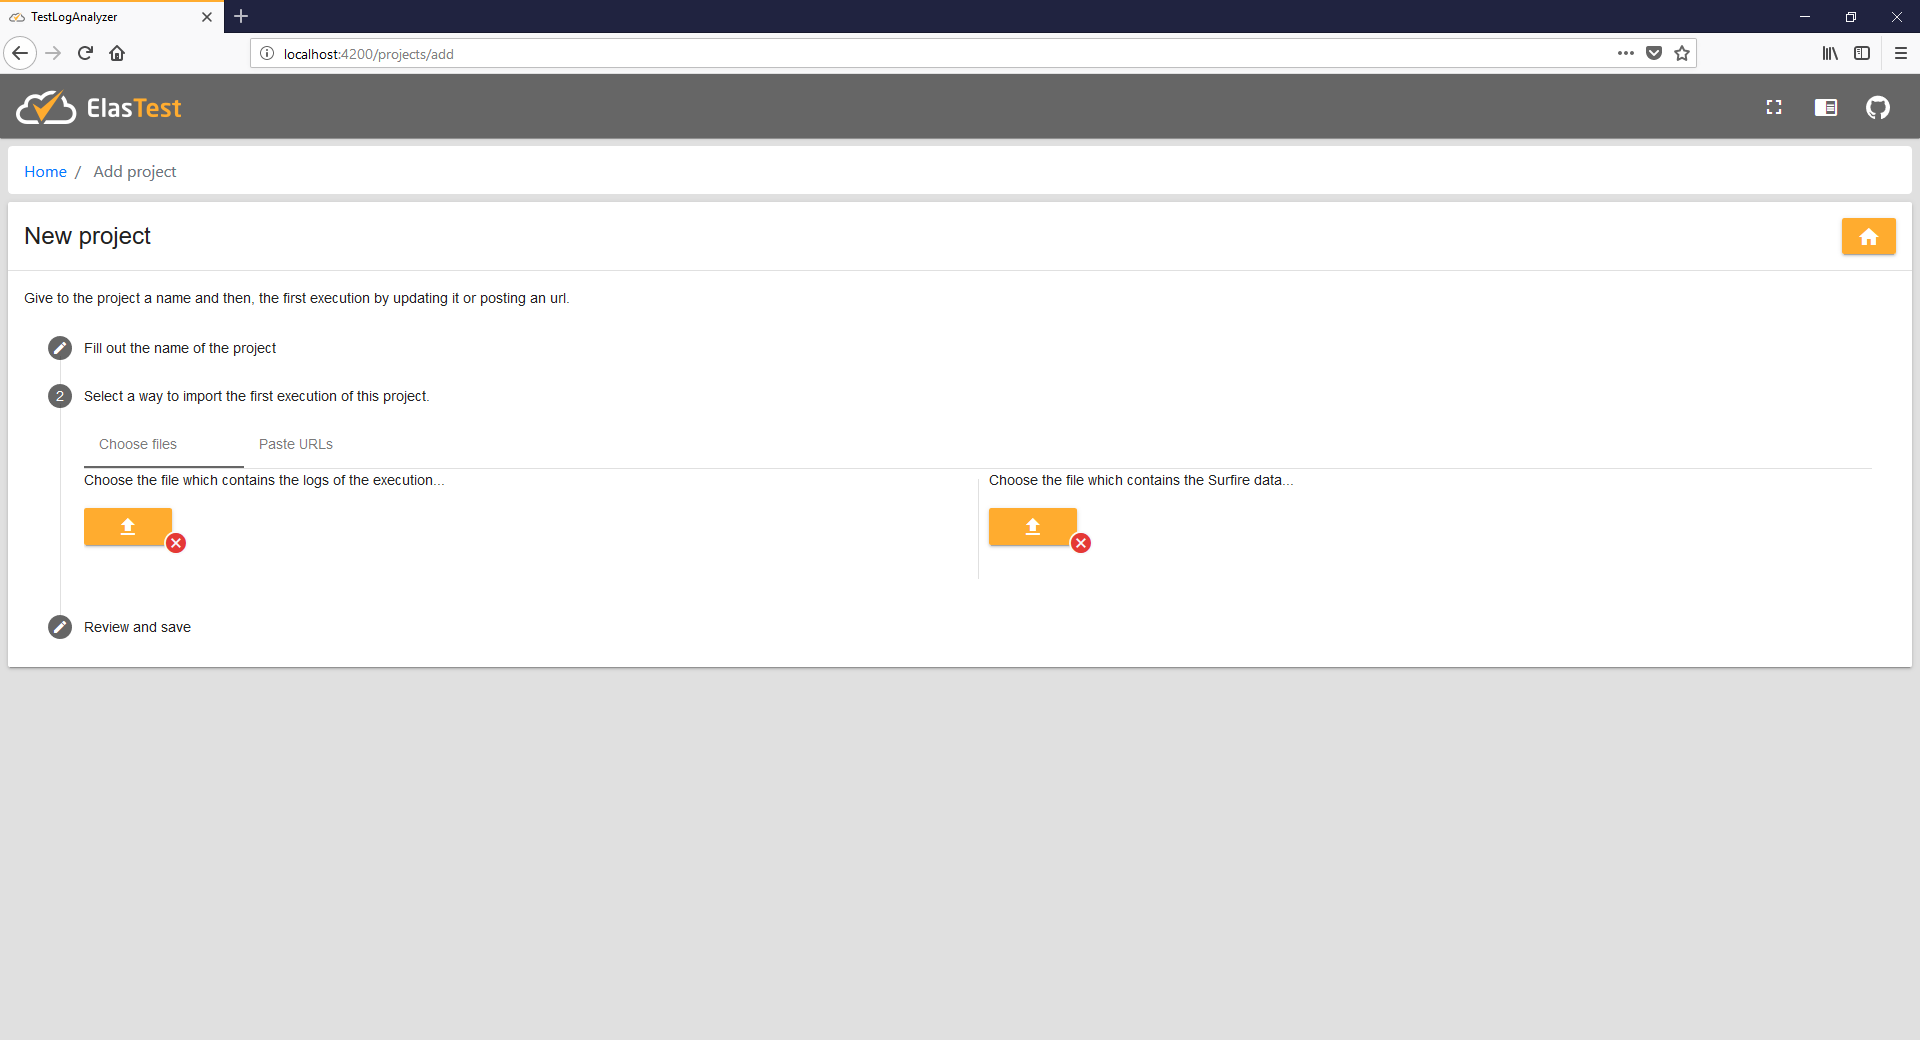 TestLogAnalyzer
localhost:4200/projects/add
ElasTest
Home / Add project
New project
Give to the project a name and then, the first execution by updating it or posting an url.
Fill out the name of the project
2 Select a way to import the first execution of this project.
Choose files Paste URLs
Choose the file which contains the logs of the execution... Choose the file which contains the Surfire data...
Review and save